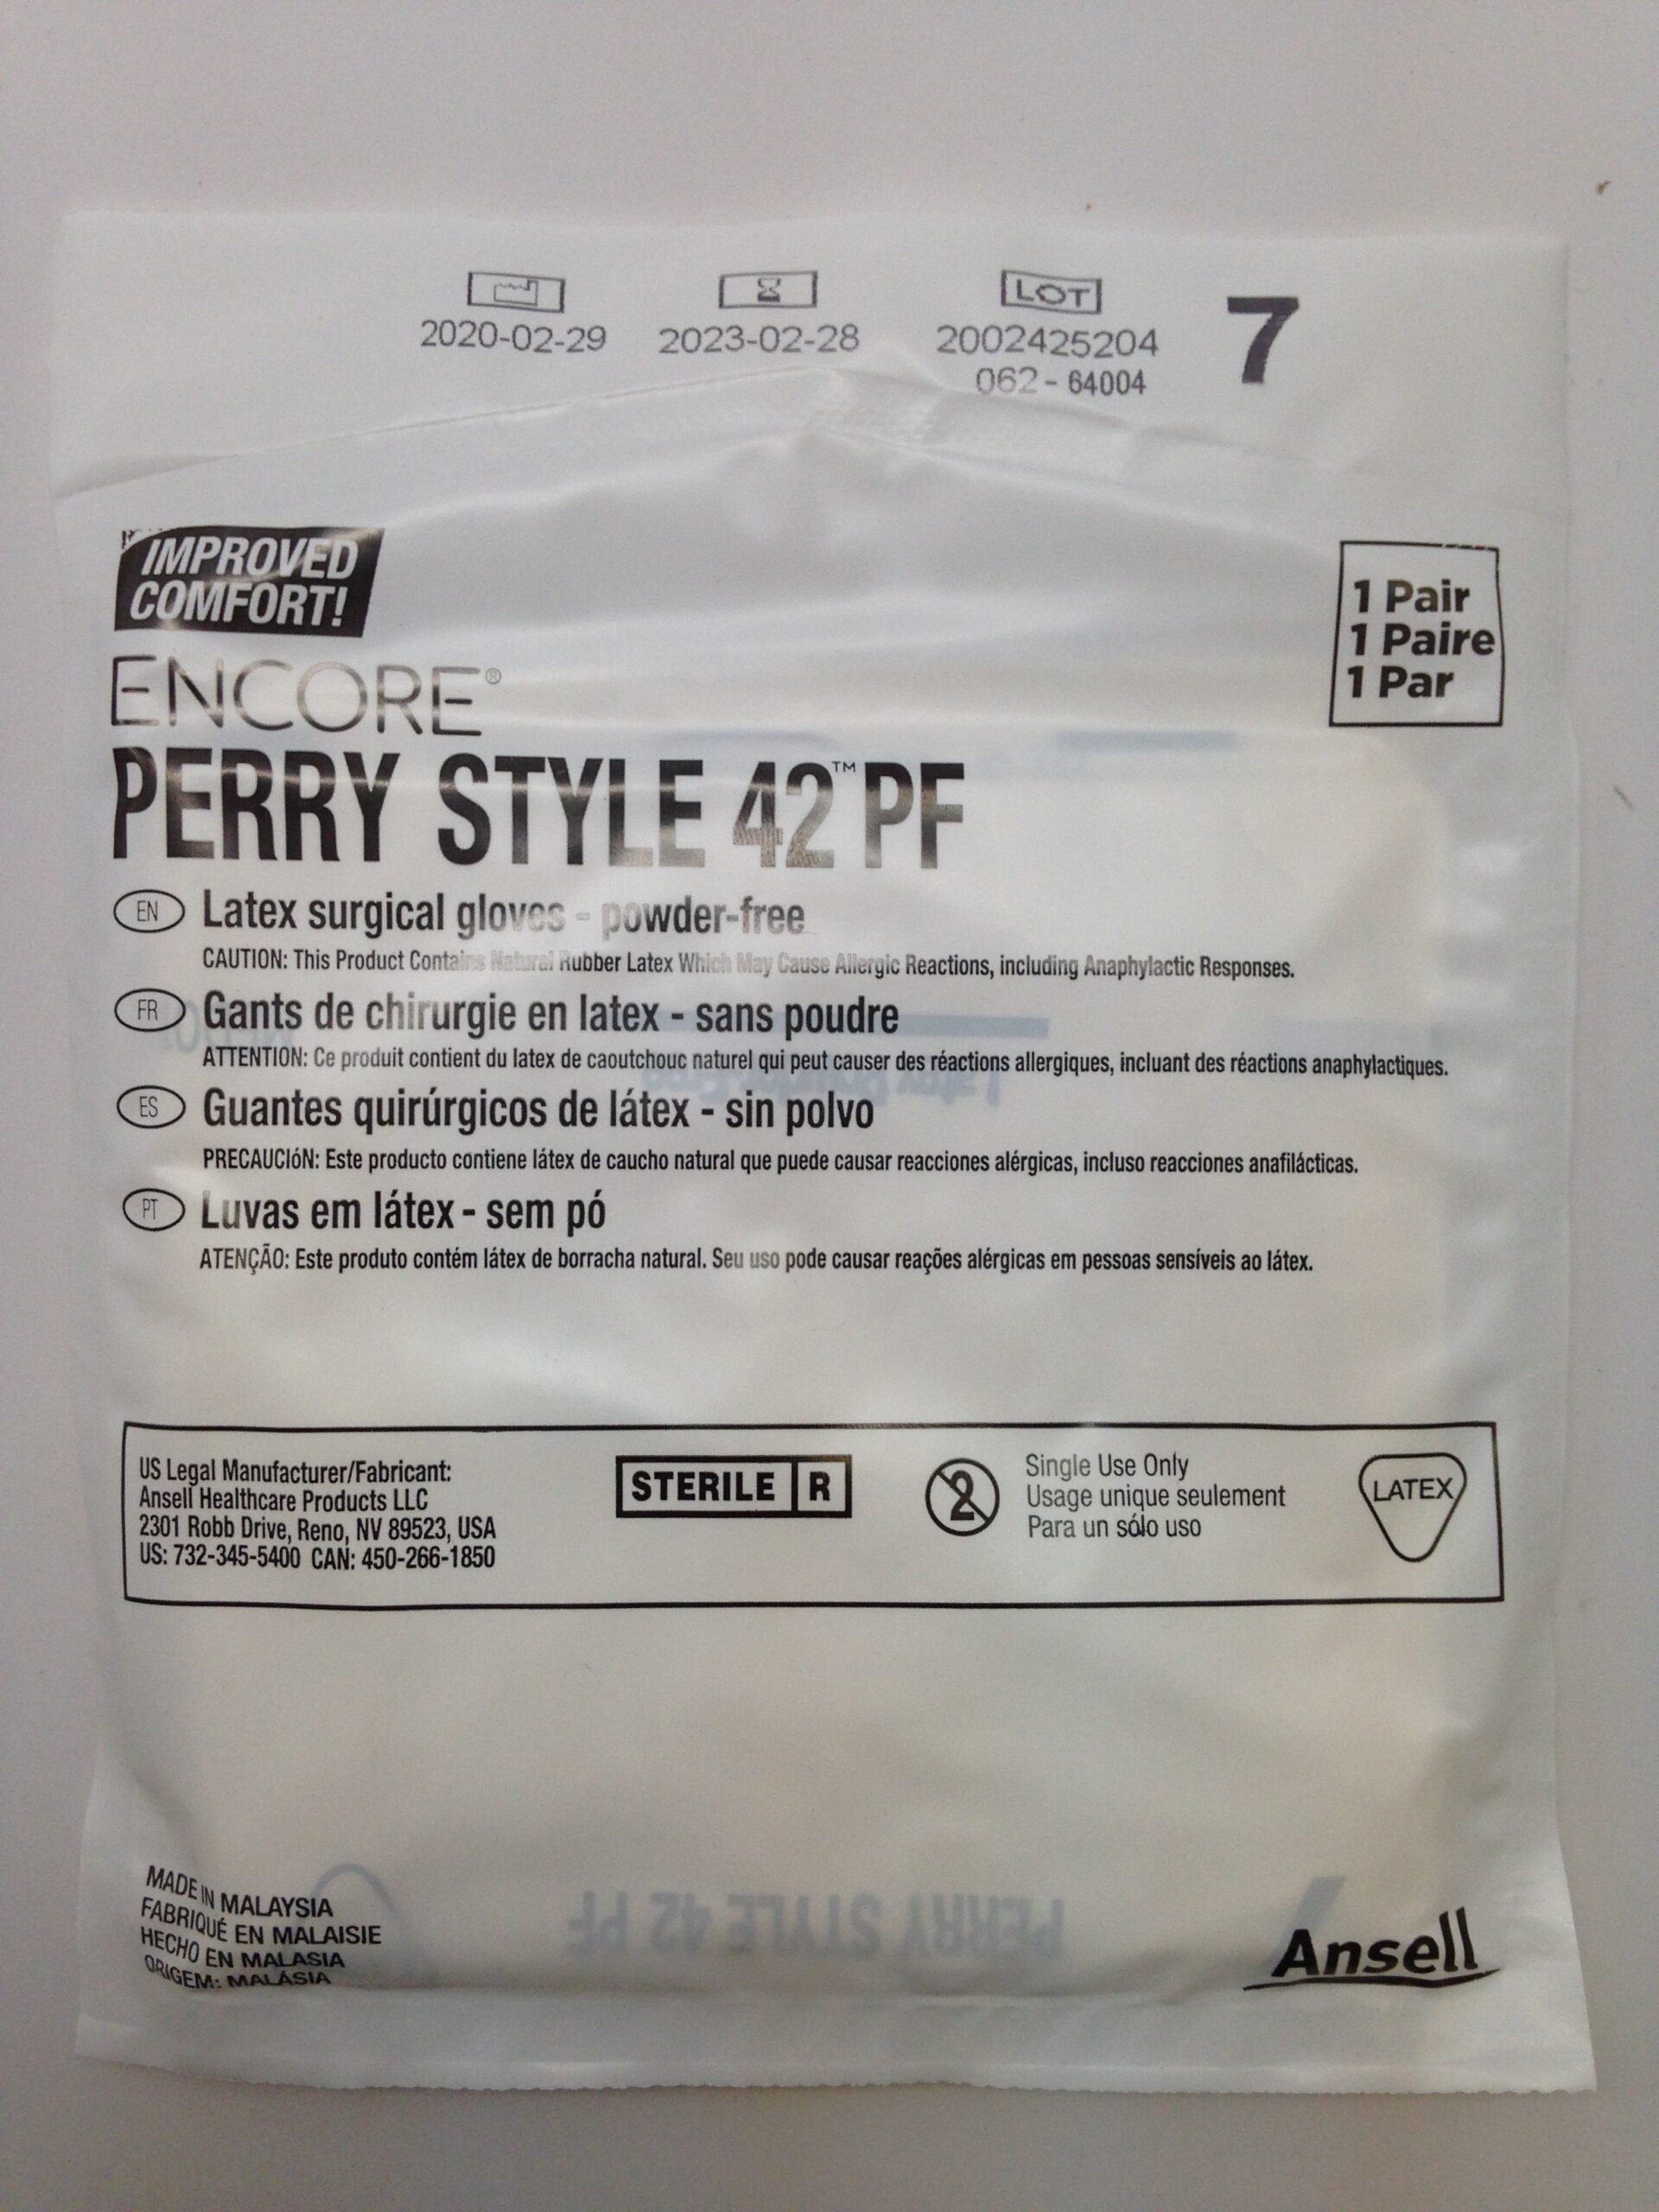 2020-02-29 2023-02-28 LOT
2002425204
062 - 64004
7
IMPROVED
COMFORT!
1 Pair
1 Paire
1 Par
ENCORE®
PERRY STYLE 42™ PF
EN Latex surgical gloves - powder-free
CAUTION: This Product Contains Natural Rubber Latex Which May Cause Allergic Reactions, including Anaphylactic Responses.
FR Gants de chirurgie en latex - sans poudre
ATTENTION: Ce produit contient du latex de caoutchouc naturel qui peut causer des réactions allergiques, incluant des réactions anaphylactiques.
ES Guantes quirúrgicos de látex - sin polvo
PRECAUCIóN: Este producto contiene látex de caucho natural que puede causar reacciones alérgicas, incluso reacciones anafilácticas.
PT Luvas em látex - sem pó
ATENÇÃO: Este produto contém látex de borracha natural. Seu uso pode causar reações alérgicas em pessoas sensíveis ao látex.
US Legal Manufacturer/Fabricant:
Ansell Healthcare Products LLC
2301 Robb Drive, Reno, NV 89523, USA
US: 732-345-5400 CAN: 450-266-1850
STERILE R
2
Single Use Only
Usage unique seulement
Para un sólo uso
LATEX
MADE IN MALAYSIA
FABRIQUÉ EN MALAISIE
HECHO EN MALASIA
ORIGEM: MALÁSIA
PERRY STYLE 42 PF
Ansell